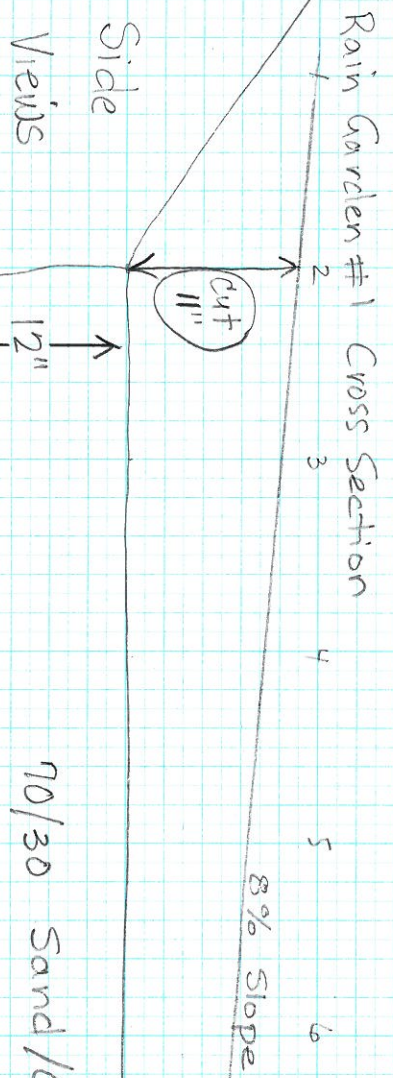 Rain Garden #1 Cross Section
1 2 3 4 5 6
8% Slope
cut
11"
Side
Views
12"
70/30 Sand/